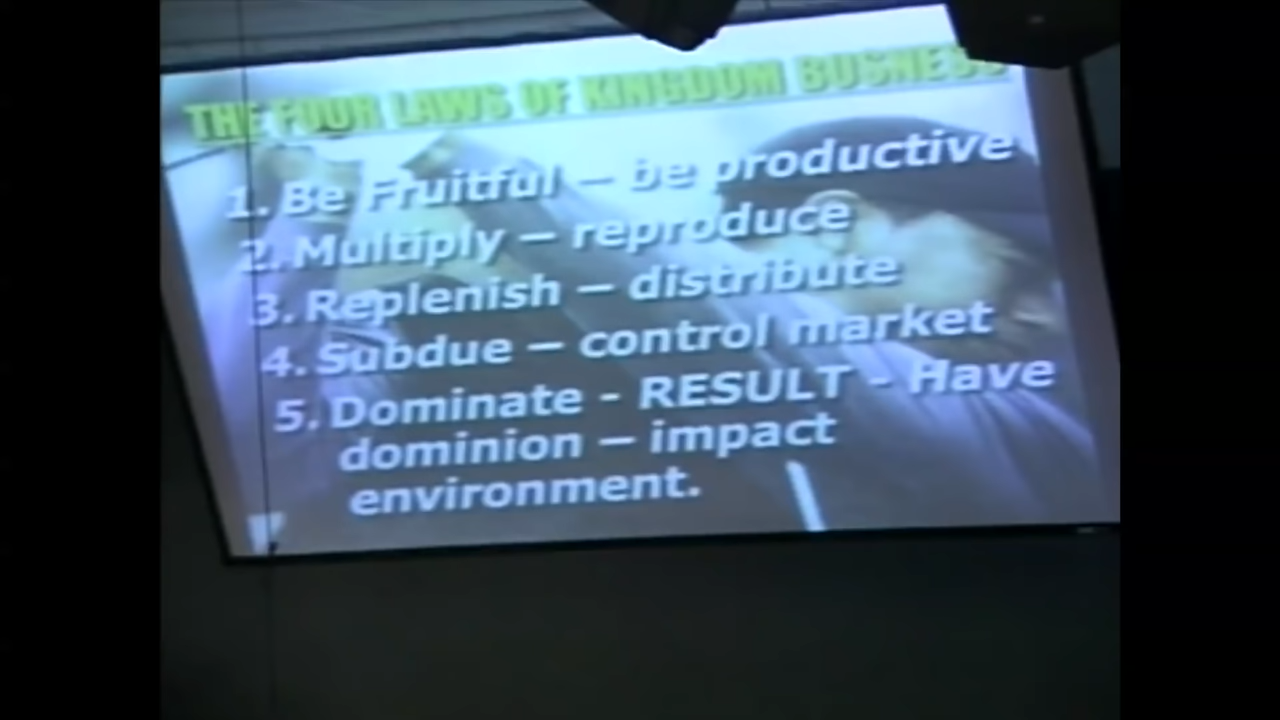 THE FOUR LAWS OF KINGDOM BUSNESS
1. Be Fruitful – be productive
2. Multiply – reproduce
3. Replenish – distribute
4. Subdue – control market
5. Dominate - RESULT - Have
dominion – impact
environment.